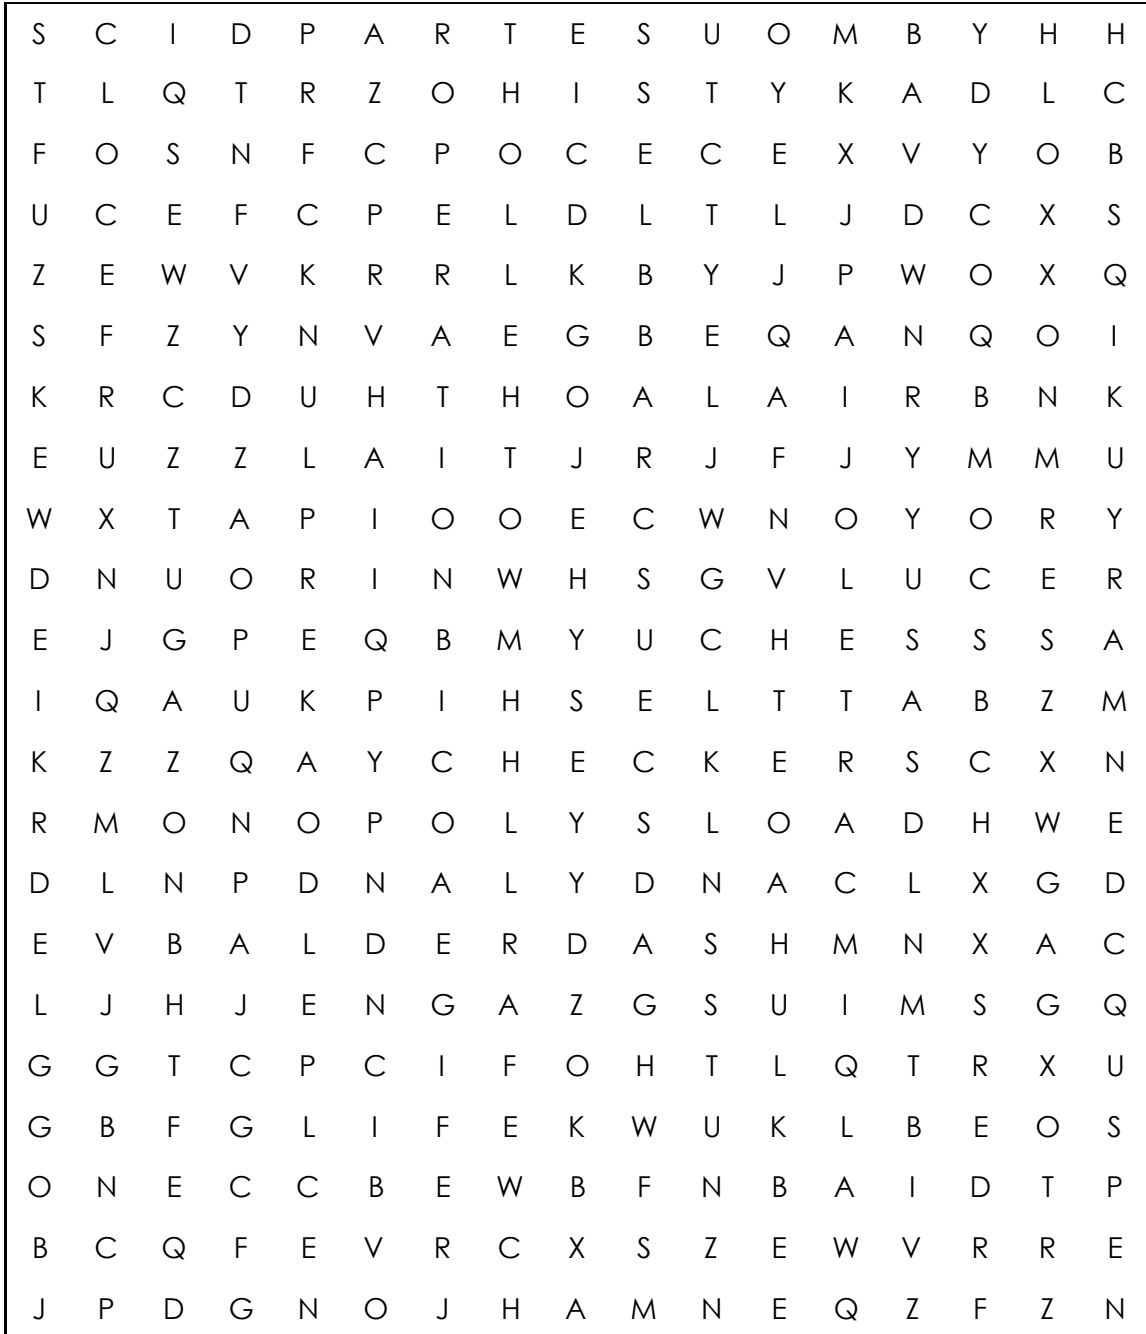 S C I D P A R T E S U O M B Y H H
T L Q T R Z O H I S T Y K A D L C
F O S N F C P O C E C E X V Y O B
U C E F C P E L D L T L J D C X S
Z E W V K R R L K B Y J P W O X Q
S F Z Y N V A E G B E Q A N Q O I
K R C D U H T H O A L A I R B N K
E U Z Z L A I T J R J F J Y M M U
W X T A P I O O E C W N O Y O R Y
D N U O R I N W H S G V L U C E R
E J G P E Q B M Y U C H E S S S A
I Q A U K P I H S E L T T A B Z M
K Z Z Q A Y C H E C K E R S C X N
R M O N O P O L Y S L O A D H W E
D L N P D N A L Y D N A C L X G D
E V B A L D E R D A S H M N X A C
L J H J E N G A Z G S U I M S G Q
G G T C P C I F O H T L Q T R X U
G B F G L I F E K W U K L B E O S
O N E C C B E W B F N B A I D T P
B C Q F E V R C X S Z E W V R R E
J P D G N O J H A M N E Q Z F Z N